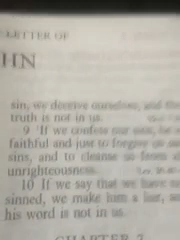 LETTER OF
HN
sin, we deceive ourselves, and the
truth is not in us.
9 If we confess our sins, he is
faithful and just to forgive us our
sins, and to cleanse us from all
unrighteousness.
10 If we say that we have not
sinned, we make him a liar, and
his word is not in us.
CHAPTER 2